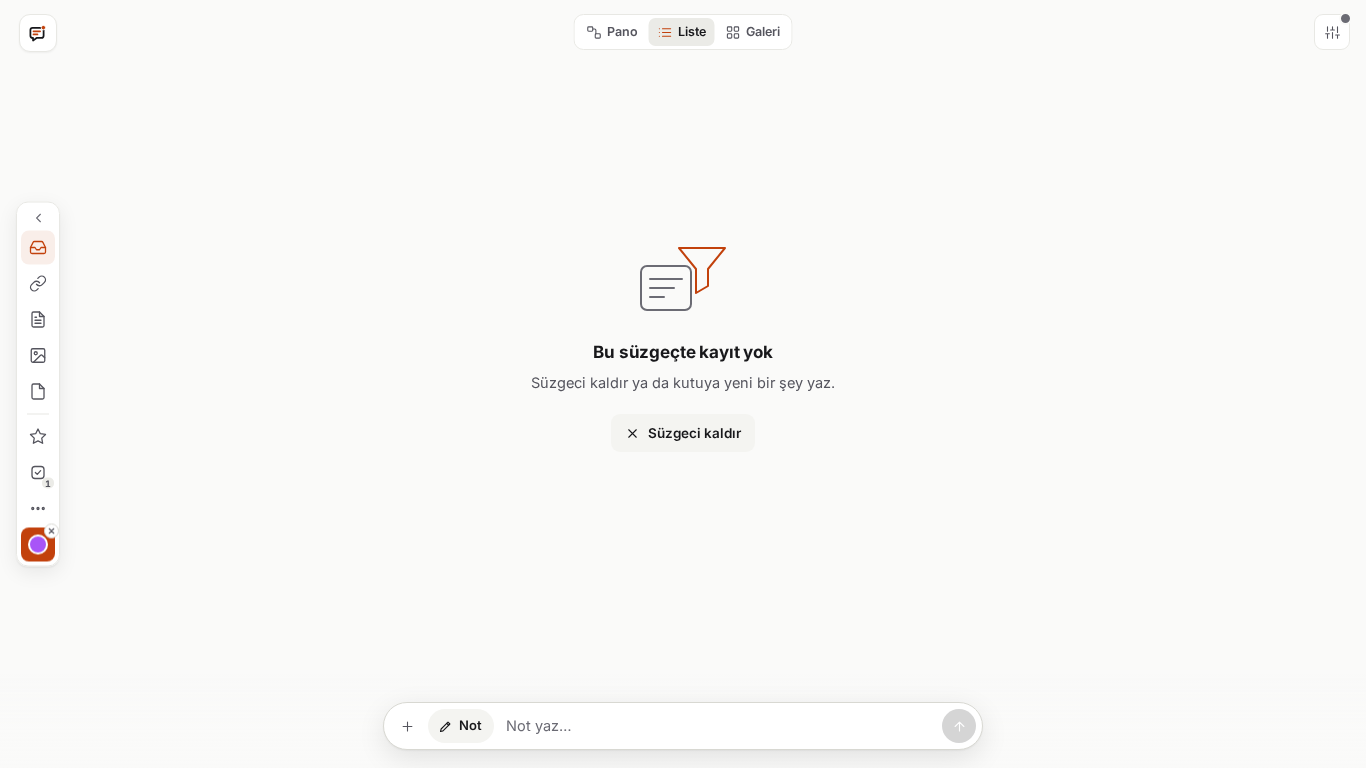 Pano
Liste
Galeri
Bu süzgeçte kayıt yok
Süzgeci kaldır ya da kutuya yeni bir şey yaz.
Süzgeci kaldır
1
Not
Not yaz...